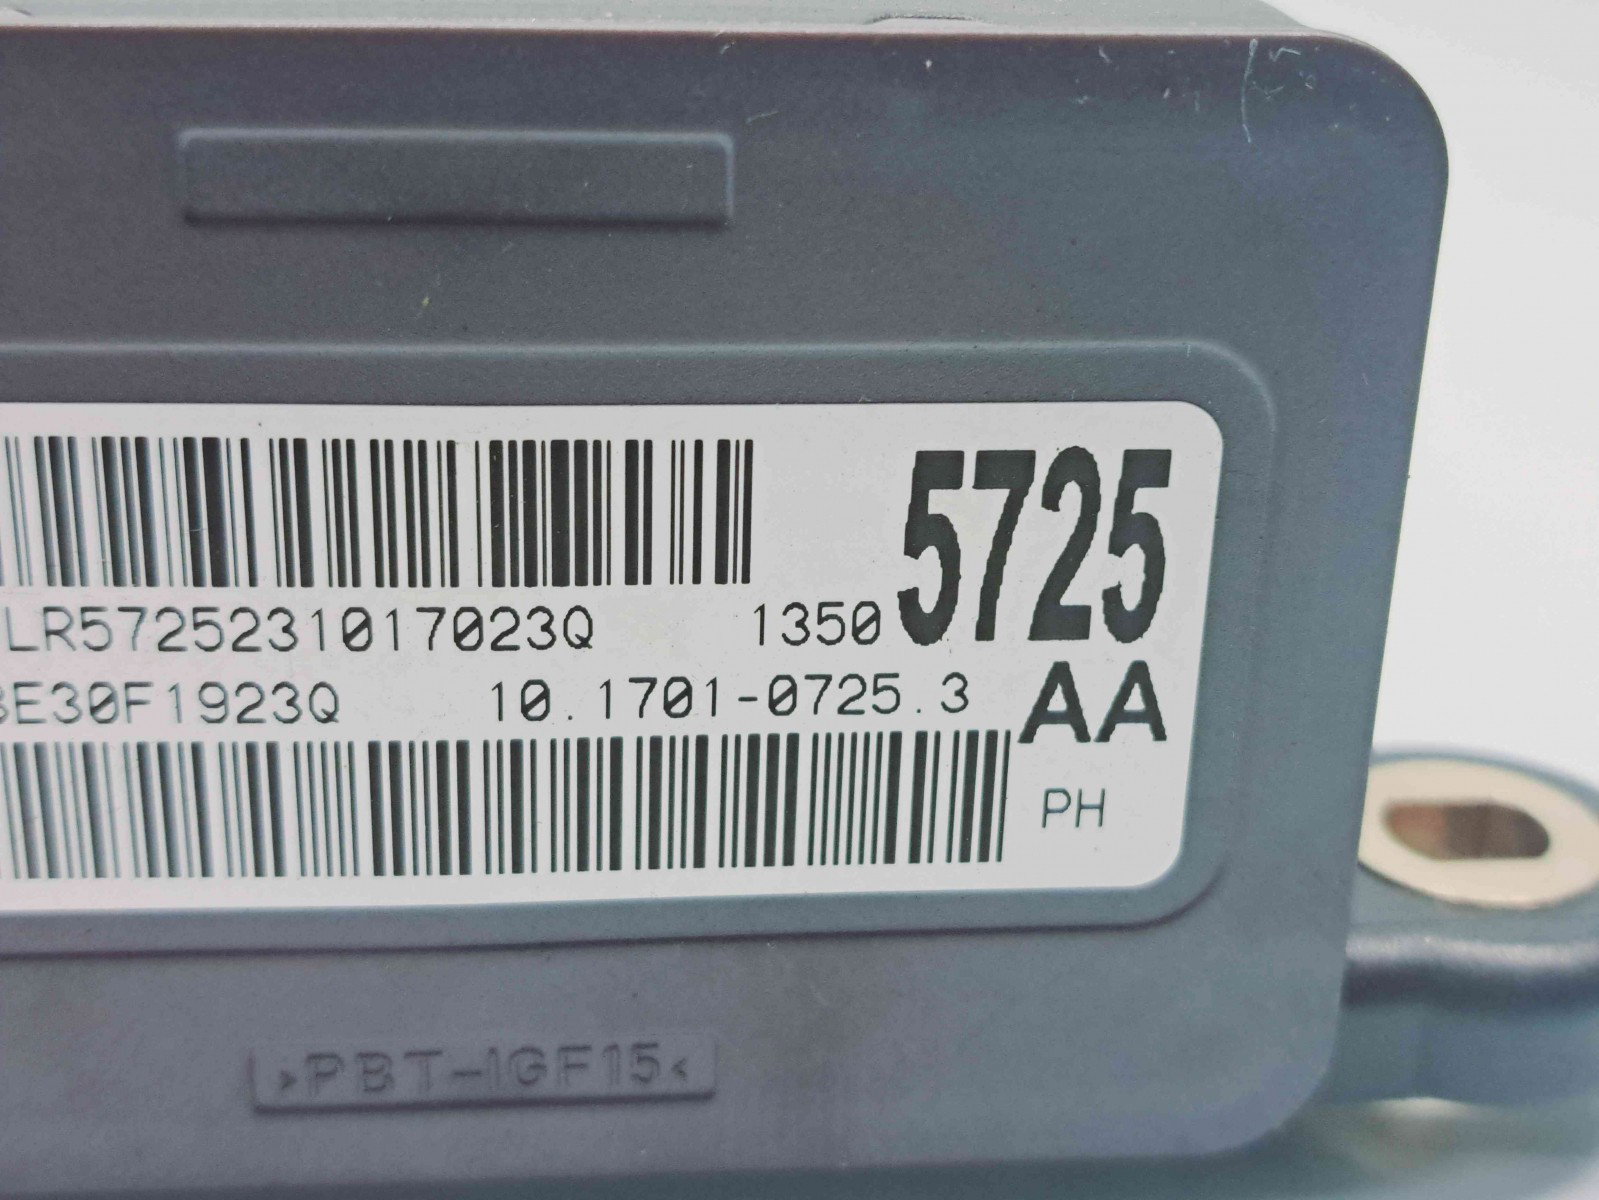 LR5725231017023Q 1350 5725
3E30F1923Q 10.1701-0725.3 AA
PH
>PBT-IGF15<